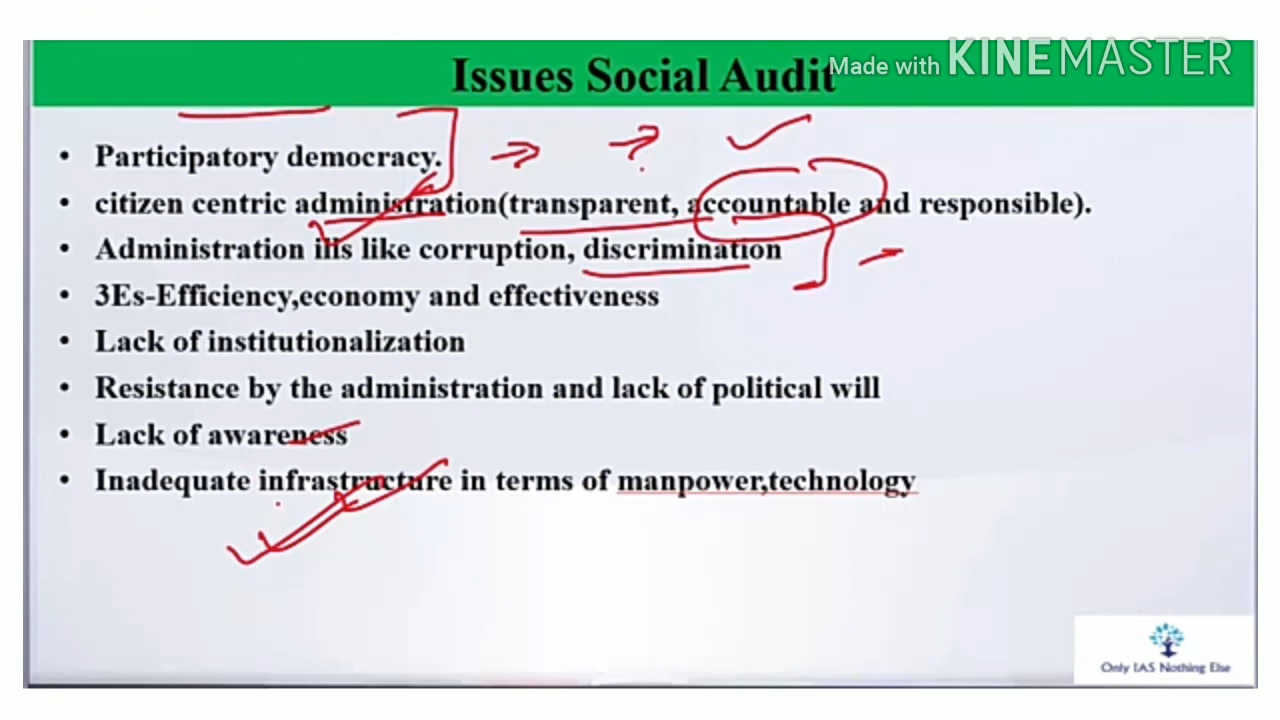 Issues Social Audit
Made with KINEMASTER
• Participatory democracy.
• citizen centric administration(transparent, accountable and responsible).
• Administration ills like corruption, discrimination
• 3Es-Efficiency,economy and effectiveness
• Lack of institutionalization
• Resistance by the administration and lack of political will
• Lack of awareness
• Inadequate infrastructure in terms of manpower,technology
Only IAS Nothing Else